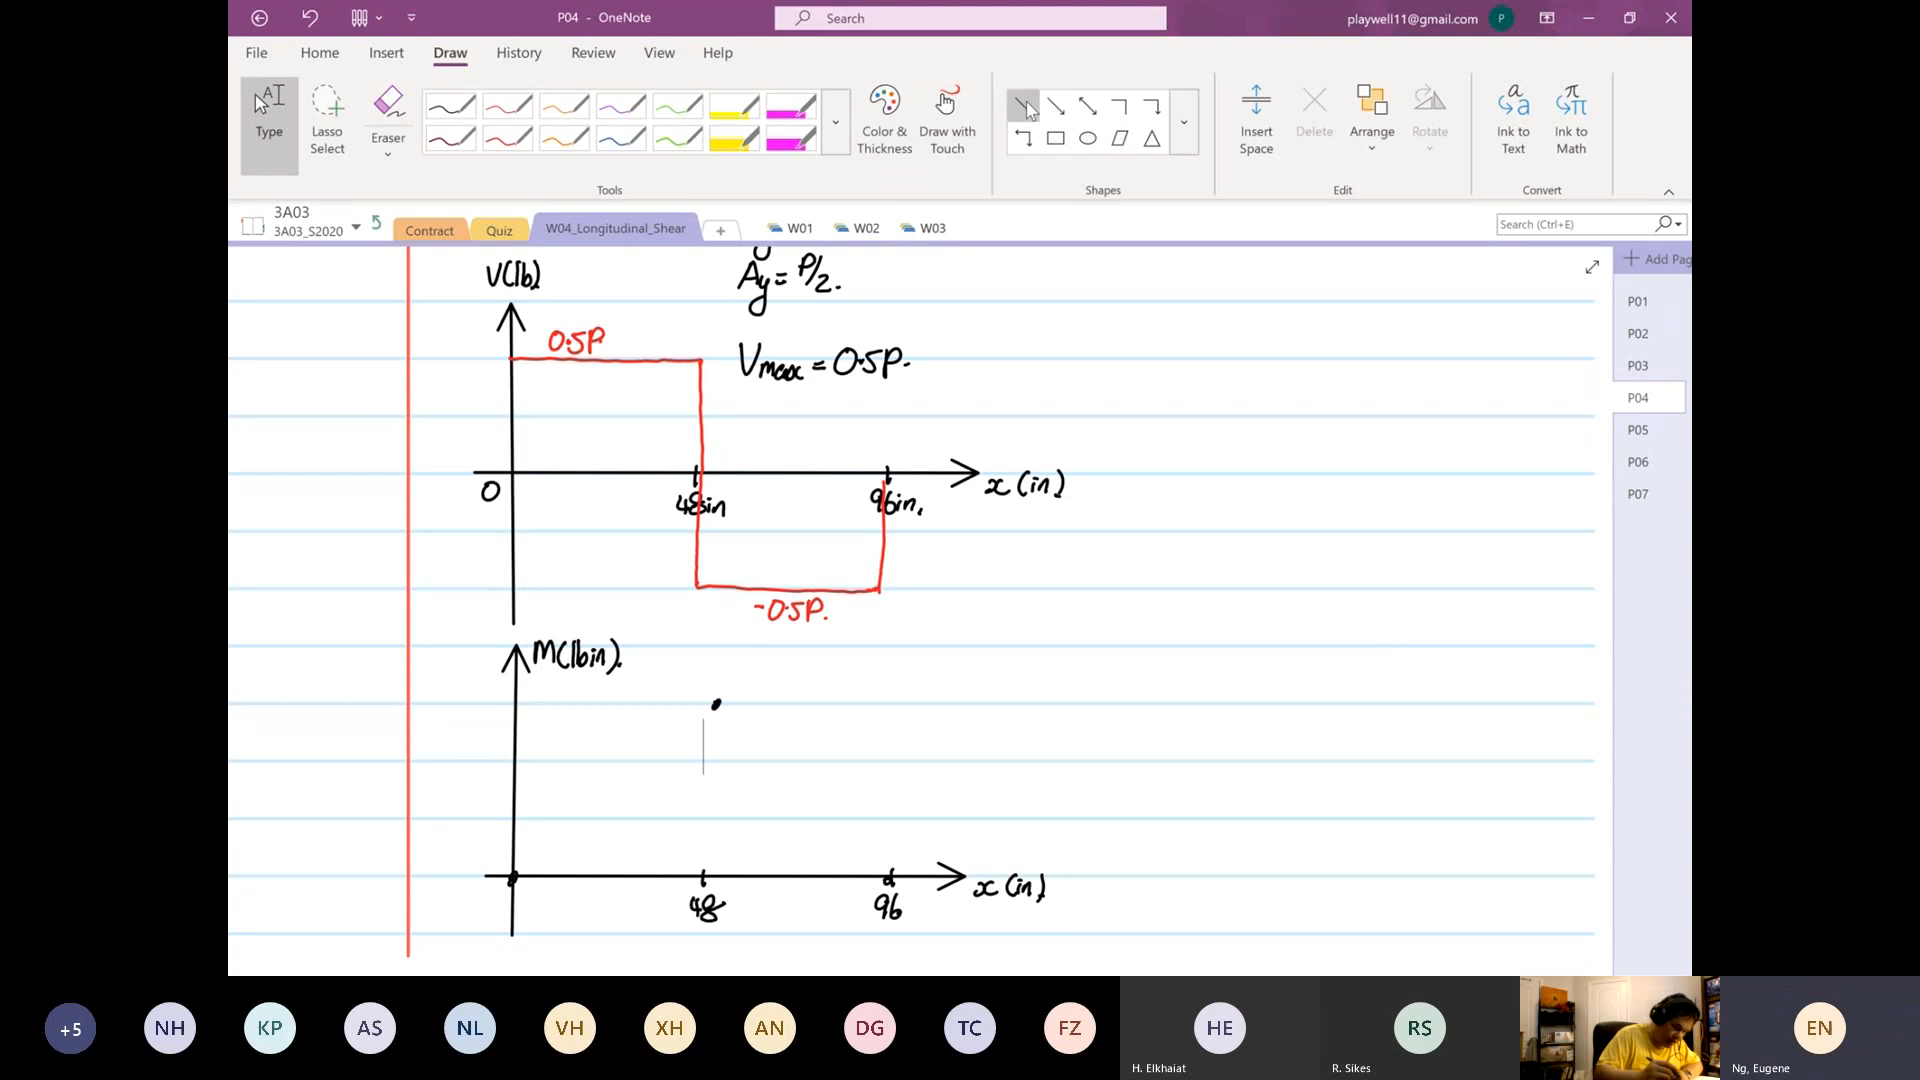 P04 - OneNote
Search
playwell11@gmail.com
P
File
Home
Insert
Draw
History
Review
View
Help
Type
Lasso Select
Eraser
Color & Thickness
Draw with Touch
Insert Space
Delete
Arrange
Rotate
Ink to Text
Ink to Math
Tools
Shapes
Edit
Convert
3A03
3A03_S2020
Contract
Quiz
W04_Longitudinal_Shear
W01
W02
W03
Search (Ctrl+E)
Add Pag
P01
P02
P03
P04
P05
P06
P07
V(lb)
Ay = P/2.
0.5P
Vmax = 0.5P.
0
48in
96in.
x (in)
-0.5P.
M(lbin).
48
96
x (in)
+5
NH
KP
AS
NL
VH
XH
AN
DG
TC
FZ
HE
H. Elkhaiat
RS
R. Sikes
EN
Ng, Eugene